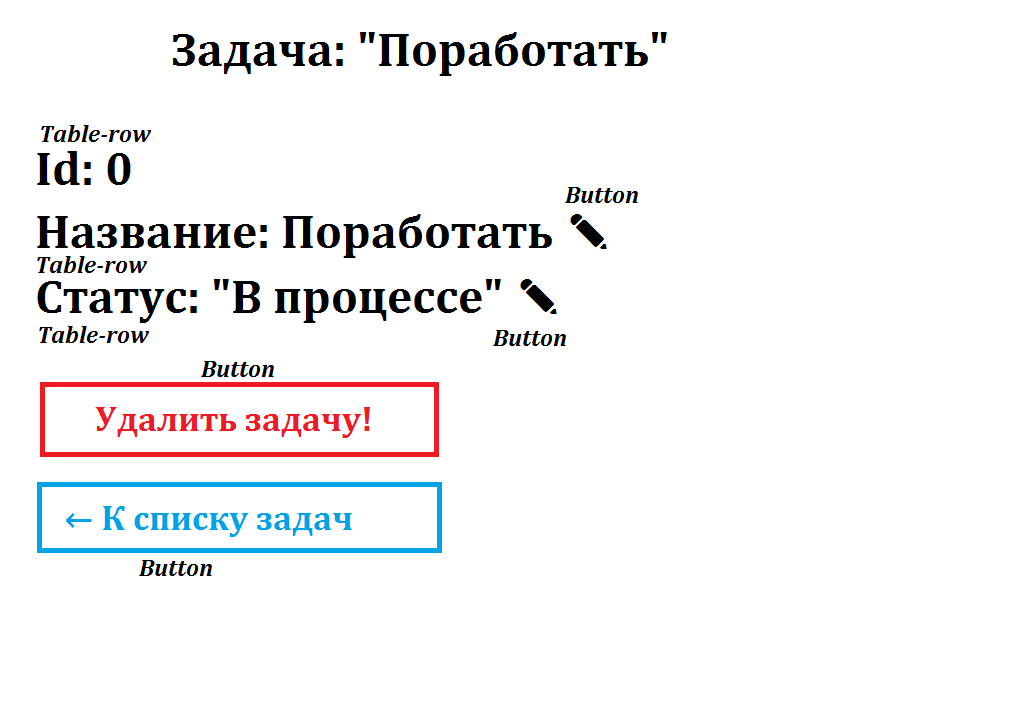 Задача: "Поработать"
Table-row
Id: 0
Button
Название: Поработать
Table-row
Статус: "В процессе"
Table-row
Button
Button
Удалить задачу!
← К списку задач
Button